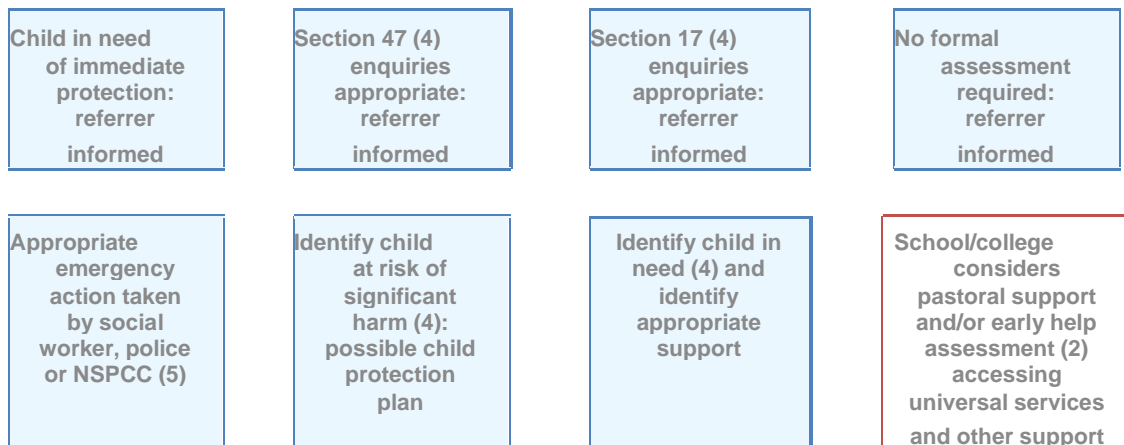 Child in need
of immediate
protection:
referrer
informed
Section 47 (4)
enquiries
appropriate:
referrer
informed
Section 17 (4)
enquiries
appropriate:
referrer
informed
No formal
assessment
required:
referrer
informed
Appropriate
emergency
action taken
by social
worker, police
or NSPCC (5)
Identify child
at risk of
significant
harm (4):
possible child
protection
plan
Identify child in
need (4) and
identify
appropriate
support
School/college
considers
pastoral support
and/or early help
assessment (2)
accessing
universal services
and other support